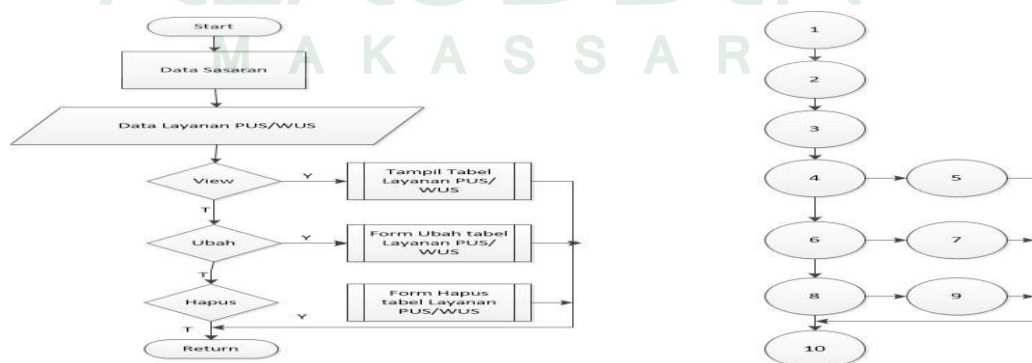 MAKASSAR
Start
Data Sasaran
Data Layanan PUS/WUS
View
Y
Tampil Tabel
Layanan PUS/
WUS
T
Ubah
Y
Form Ubah tabel
Layanan PUS/
WUS
T
Hapus
Form Hapus
tabel Layanan
PUS/WUS
T
Y
Return
1
2
3
4
5
6
7
8
9
10